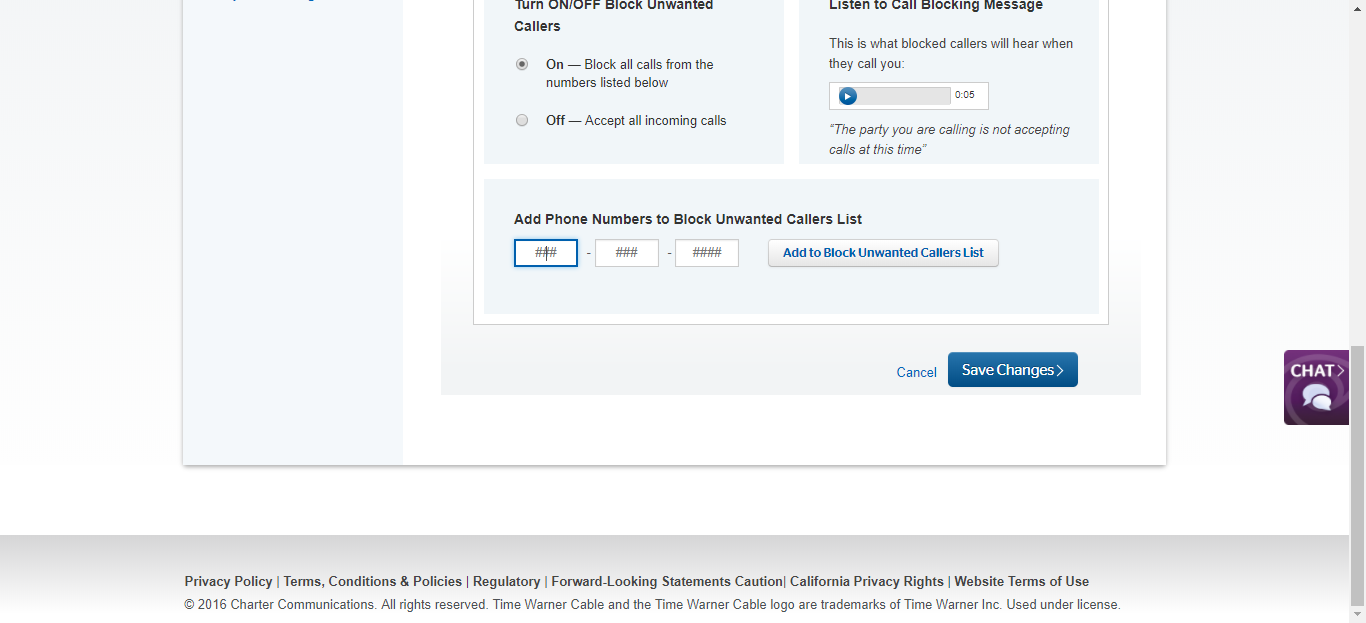 Turn ON/OFF Block Unwanted
Callers
On — Block all calls from the
numbers listed below
Off — Accept all incoming calls
Listen to Call Blocking Message
This is what blocked callers will hear when
they call you:
0:05
“The party you are calling is not accepting
calls at this time”
Add Phone Numbers to Block Unwanted Callers List
### - ### - #### Add to Block Unwanted Callers List
Cancel Save Changes>
CHAT>
Privacy Policy | Terms, Conditions & Policies | Regulatory | Forward-Looking Statements Caution| California Privacy Rights | Website Terms of Use
© 2016 Charter Communications. All rights reserved. Time Warner Cable and the Time Warner Cable logo are trademarks of Time Warner Inc. Used under license.